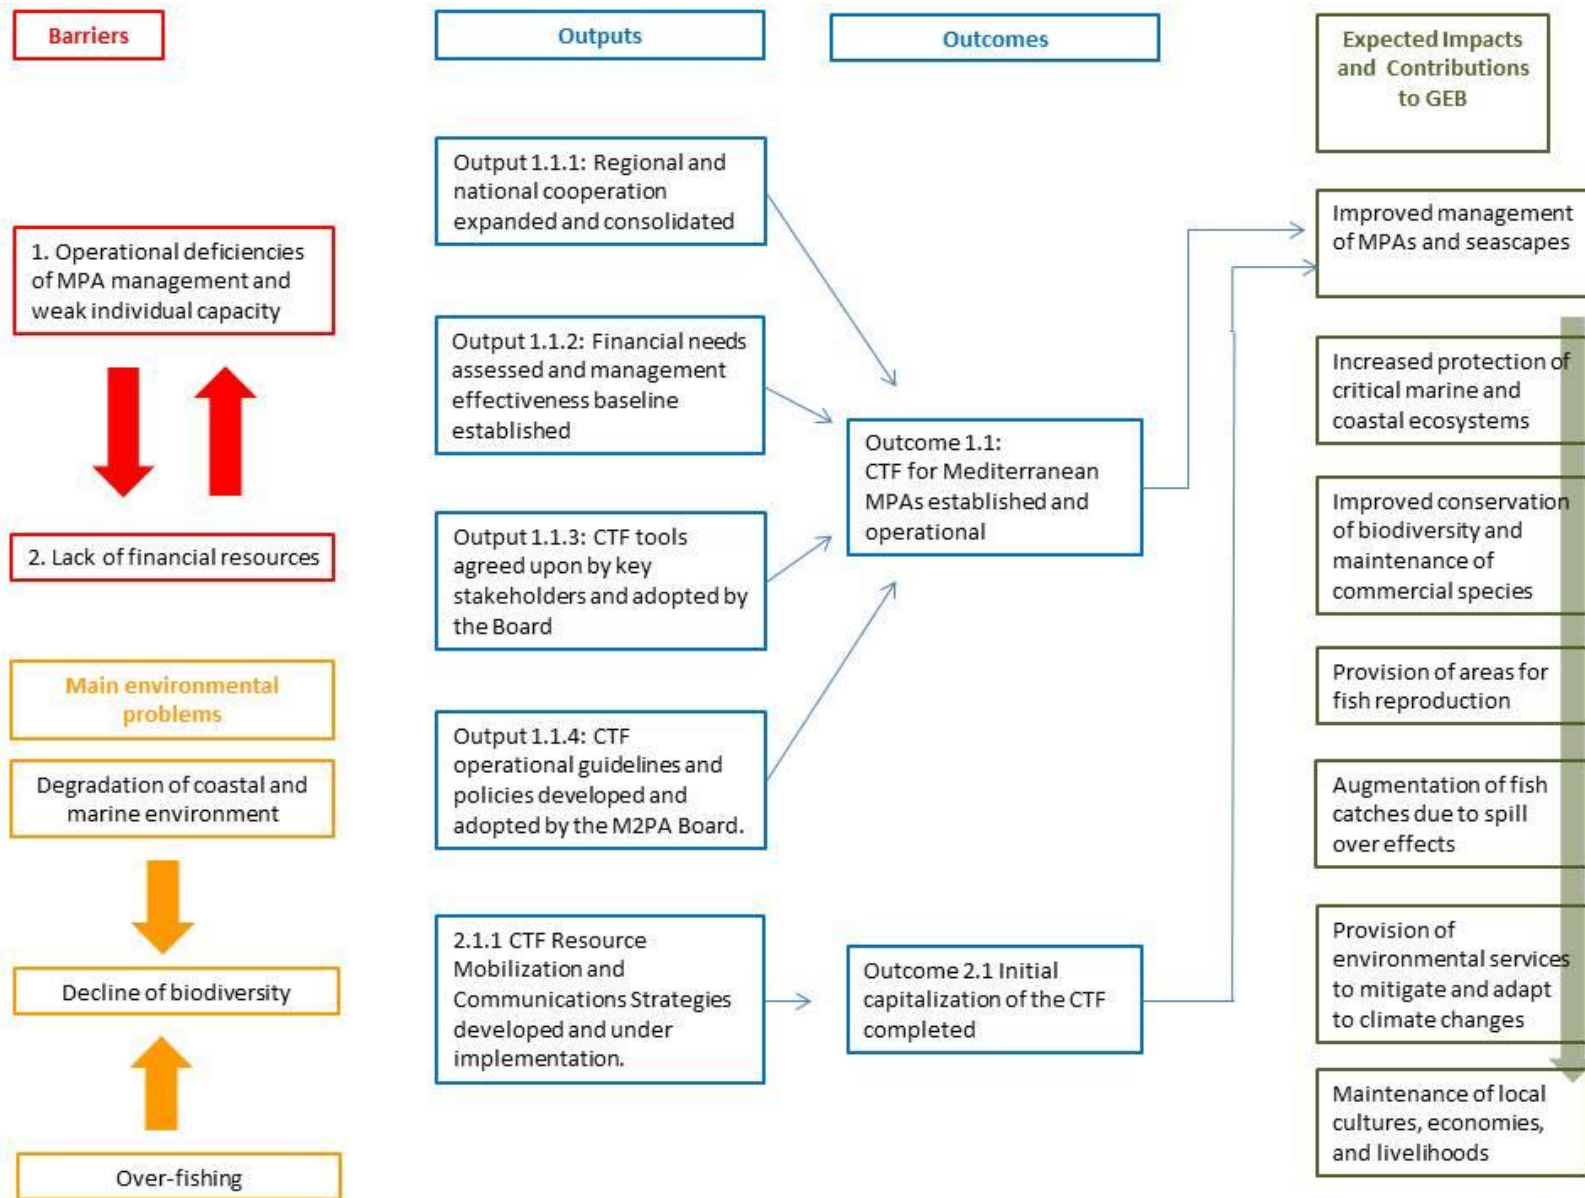 Barriers
1. Operational deficiencies
of MPA management and
weak individual capacity
2. Lack of financial resources
Main environmental
problems
Degradation of coastal and
marine environment
Decline of biodiversity
Over-fishing
Outputs
Output 1.1.1: Regional and
national cooperation
expanded and consolidated
Output 1.1.2: Financial needs
assessed and management
effectiveness baseline
established
Output 1.1.3: CTF tools
agreed upon by key
stakeholders and adopted by
the Board
Output 1.1.4: CTF
operational guidelines and
policies developed and
adopted by the M2PA Board.
2.1.1 CTF Resource
Mobilization and
Communications Strategies
developed and under
implementation.
Outcomes
Outcome 1.1:
CTF for Mediterranean
MPAs established and
operational
Outcome 2.1 Initial
capitalization of the CTF
completed
Expected Impacts
and Contributions
to GEB
Improved management
of MPAs and seascapes
Increased protection of
critical marine and
coastal ecosystems
Improved conservation
of biodiversity and
maintenance of
commercial species
Provision of areas for
fish reproduction
Augmentation of fish
catches due to spill
over effects
Provision of
environmental services
to mitigate and adapt
to climate changes
Maintenance of local
cultures, economies,
and livelihoods